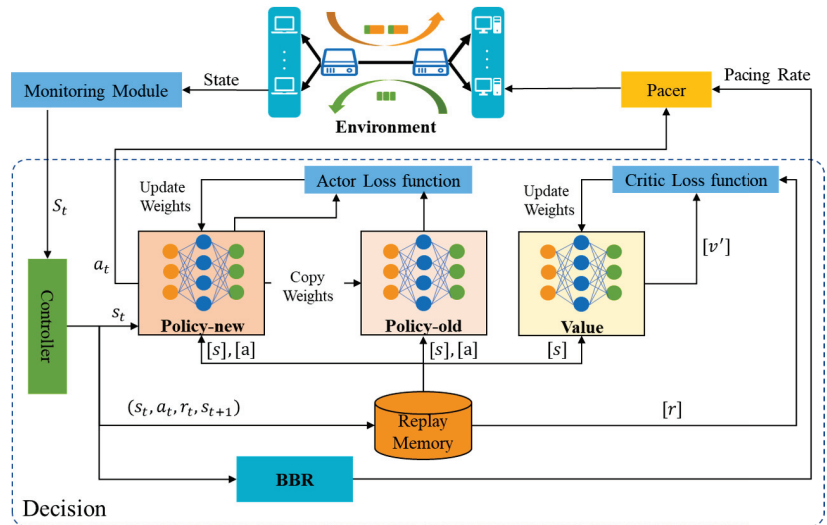 Environment
Monitoring Module
State
Pacer
Pacing Rate
S_t
a_t
Update
Weights
Actor Loss function
Update
Weights
Critic Loss function
[v']
Controller
s_t
Policy-new
Copy
Weights
Policy-old
Value
[s],[a]
[s],[a]
[s]
(s_t, a_t, r_t, s_{t+1})
Replay
Memory
[r]
BBR
Decision